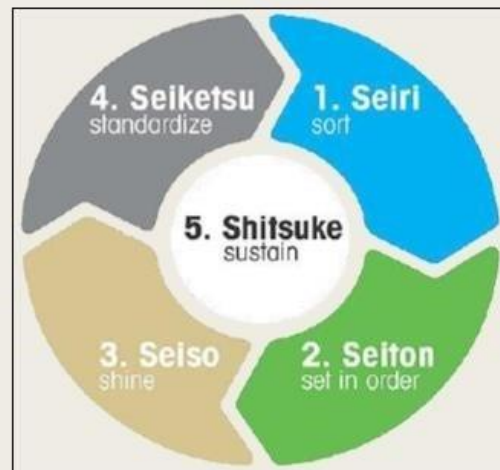 1. Seiri
sort
2. Seiton
set in order
3. Seiso
shine
4. Seiketsu
standardize
5. Shitsuke
sustain